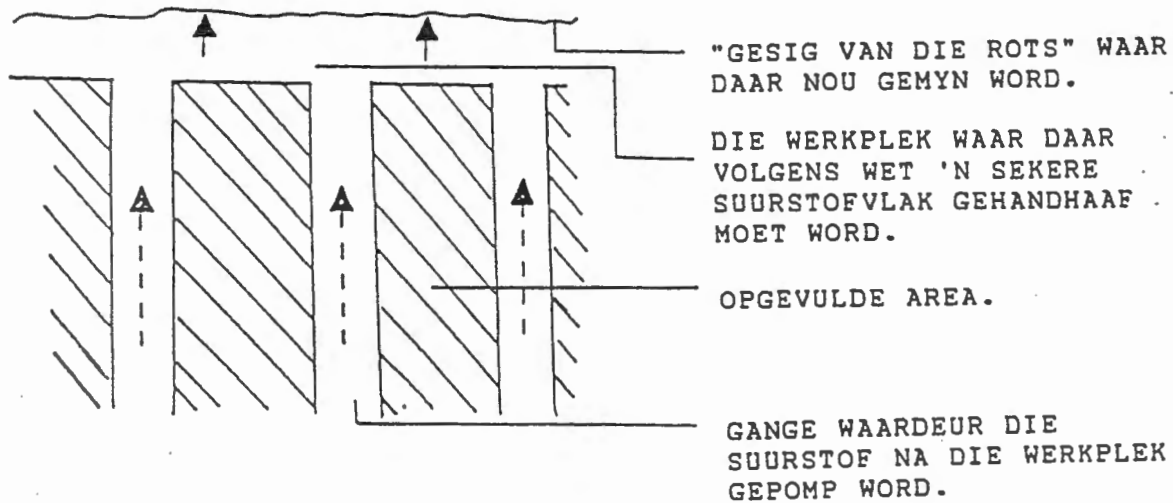 "GESIG VAN DIE ROTS" WAAR
DAAR NOU GEMYN WORD.
DIE WERKPLEK WAAR DAAR
VOLGENS WET 'N SEKERE
SUURSTOFVLAK GEHANDHAAF
MOET WORD.
OPGEVULDE AREA.
GANGE WAARDEUR DIE
SUURSTOF NA DIE WERKPLEK
GEPOMP WORD.